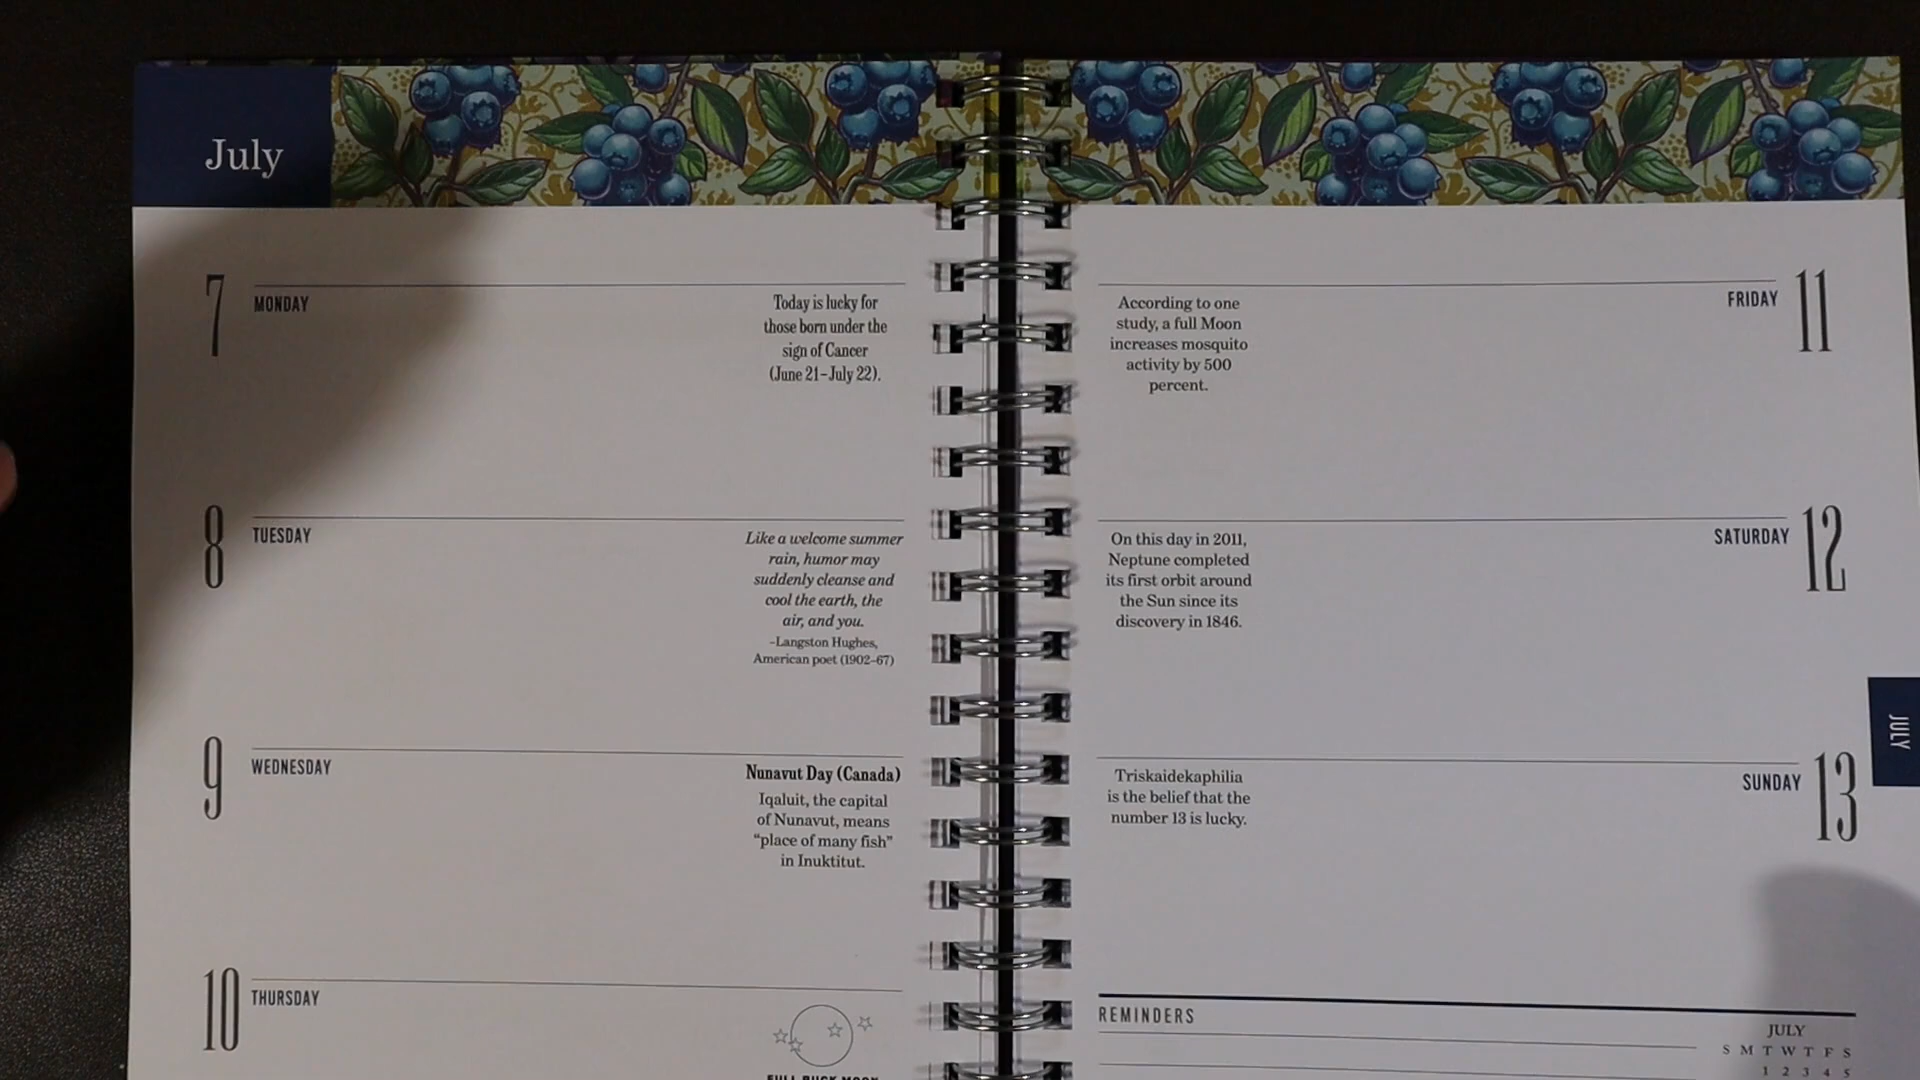 July
7
MONDAY
Today is lucky for
those born under the
sign of Cancer
(June 21–July 22).
8
TUESDAY
Like a welcome summer
rain, humor may
suddenly cleanse and
cool the earth, the
air, and you.
–Langston Hughes,
American poet (1902–67)
9
WEDNESDAY
Nunavut Day (Canada)
Iqaluit, the capital
of Nunavut, means
“place of many fish”
in Inuktitut.
10
THURSDAY
FULL BUCK MOON
According to one
study, a full Moon
increases mosquito
activity by 500
percent.
FRIDAY
11
On this day in 2011,
Neptune completed
its first orbit around
the Sun since its
discovery in 1846.
SATURDAY
12
Triskaidekaphilia
is the belief that the
number 13 is lucky.
SUNDAY
13
JULY
REMINDERS
JULY
S M T W T F S
1 2 3 4 5